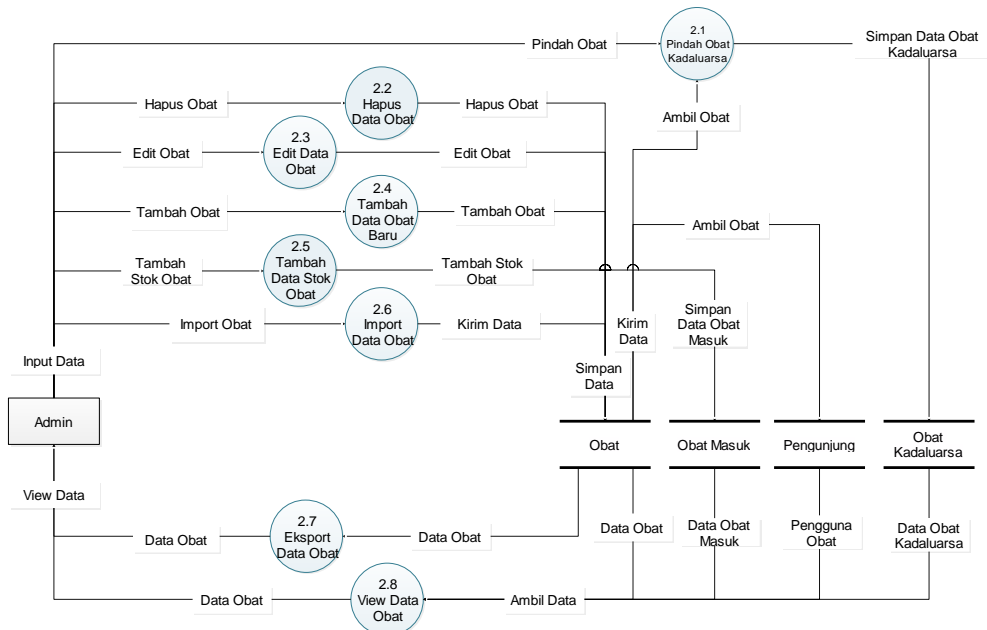 Pindah Obat
2.1
Pindah Obat
Kadaluarsa
Simpan Data Obat
Kadaluarsa
Hapus Obat
2.2
Hapus
Data Obat
Hapus Obat
Ambil Obat
Edit Obat
2.3
Edit Data
Obat
Edit Obat
Tambah Obat
2.4
Tambah
Data Obat
Baru
Tambah Obat
Ambil Obat
Tambah
Stok Obat
2.5
Tambah
Data Stok
Obat
Tambah Stok
Obat
Import Obat
2.6
Import
Data Obat
Kirim Data
Kirim
Data
Simpan
Data Obat
Masuk
Input Data
Simpan
Data
Admin
Obat
Obat Masuk
Pengunjung
Obat
Kadaluarsa
View Data
Data Obat
2.7
Eksport
Data Obat
Data Obat
Data Obat
Data Obat
Masuk
Pengguna
Obat
Data Obat
Kadaluarsa
Data Obat
2.8
View Data
Obat
Ambil Data